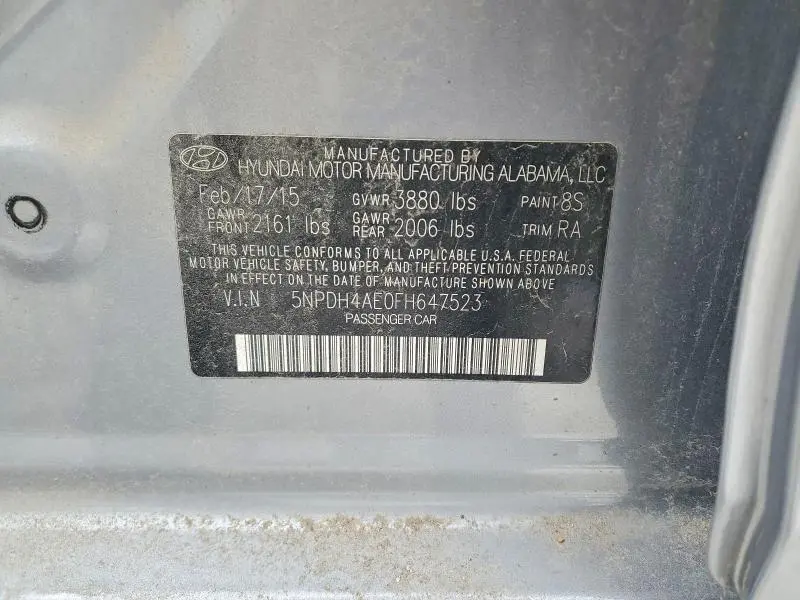 MANUFACTURED BY
HYUNDAI MOTOR MANUFACTURING ALABAMA, LLC
Feb/17/15 GVWR 3880 lbs PAINT 8S
GAWR FRONT 2161 lbs GAWR REAR 2006 lbs TRIM RA
THIS VEHICLE CONFORMS TO ALL APPLICABLE U.S.A. FEDERAL
MOTOR VEHICLE SAFETY, BUMPER, AND THEFT PREVENTION STANDARDS
IN EFFECT ON THE DATE OF MANUFACTURE SHOWN ABOVE
V.I.N 5NPDH4AE0FH647523
PASSENGER CAR